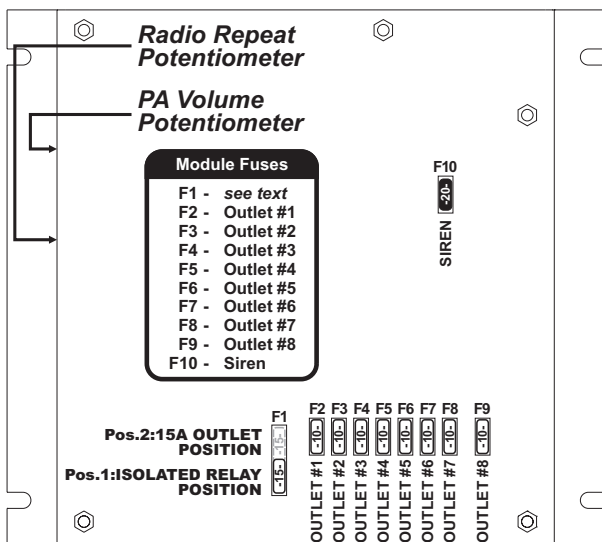 Radio Repeat
Potentiometer
PA Volume
Potentiometer
Module Fuses
F1 - see text
F2 - Outlet #1
F3 - Outlet #2
F4 - Outlet #3
F5 - Outlet #4
F6 - Outlet #5
F7 - Outlet #6
F8 - Outlet #7
F9 - Outlet #8
F10 - Siren
F10
-20-
SIREN
F1
-15-
-15-
Pos.2:15A OUTLET
POSITION
Pos.1:ISOLATED RELAY
POSITION
F2 F3 F4 F5 F6 F7 F8 F9
-10- -10- -10- -10- -10- -10- -10- -10-
OUTLET #1
OUTLET #2
OUTLET #3
OUTLET #4
OUTLET #5
OUTLET #6
OUTLET #7
OUTLET #8